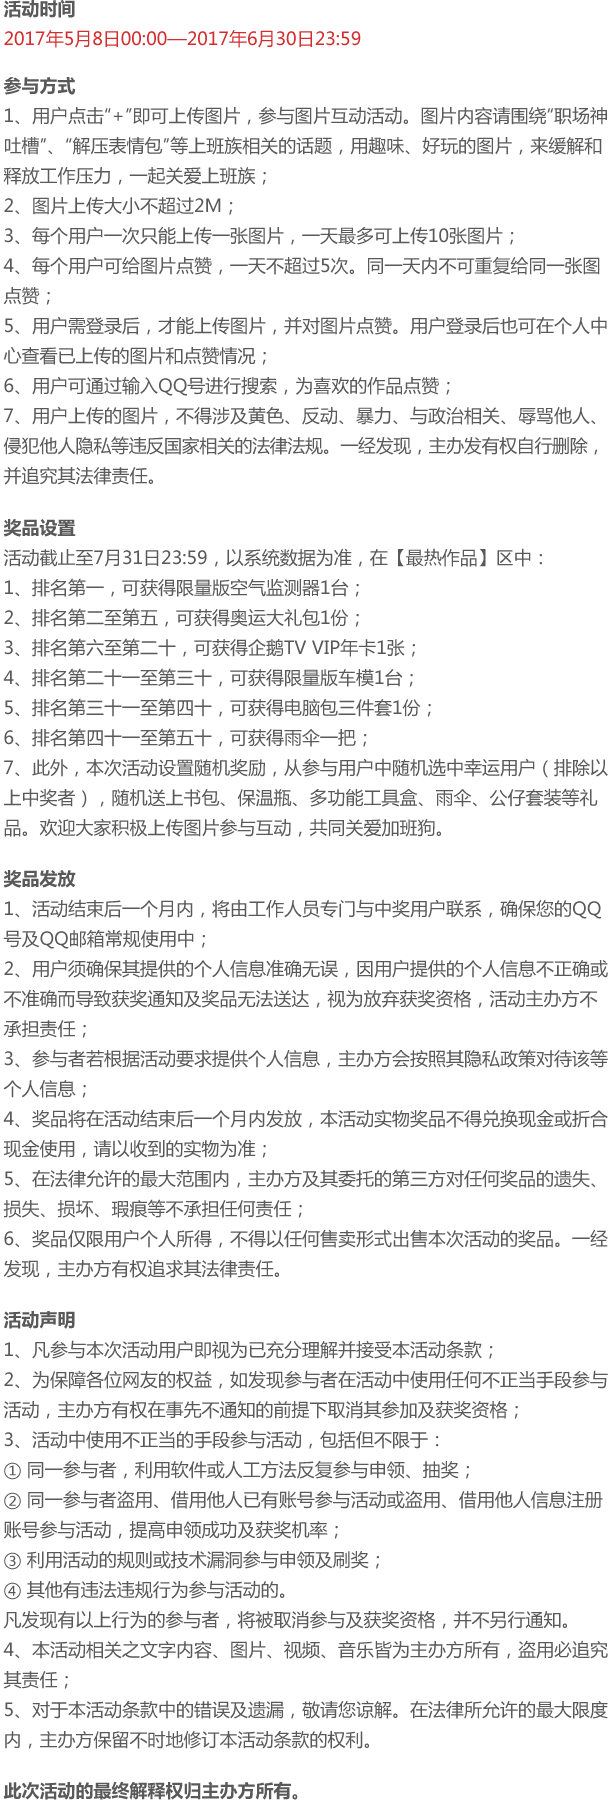 活动时间
2017年5月8日00:00—2017年6月30日23:59
参与方式
1、用户点击“+”即可上传图片，参与图片互动活动。图片内容请围绕“职场神
吐槽”、“解压表情包”等上班族相关的话题，用趣味、好玩的图片，来缓解和
释放工作压力，一起关爱上班族；
2、图片上传大小不超过2M；
3、每个用户一次只能上传一张图片，一天最多可上传10张图片；
4、每个用户可给图片点赞，一天不超过5次。同一天内不可重复给同一张图
点赞；
5、用户需登录后，才能上传图片，并对图片点赞。用户登录后也可在个人中
心查看已上传的图片和点赞情况；
6、用户可通过输入QQ号进行搜索，为喜欢的作品点赞；
7、用户上传的图片，不得涉及黄色、反动、暴力、与政治相关、辱骂他人、
侵犯他人隐私等违反国家相关的法律法规。一经发现，主办发有权自行删除，
并追究其法律责任。
奖品设置
活动截止至7月31日23:59，以系统数据为准，在【最热作品】区中：
1、排名第一，可获得限量版空气监测器1台；
2、排名第二至第五，可获得奥运大礼包1份；
3、排名第六至第二十，可获得企鹅TV VIP年卡1张；
4、排名第二十一至第三十，可获得限量版车模1台；
5、排名第三十一至第四十，可获得电脑包三件套1份；
6、排名第四十一至第五十，可获得雨伞一把；
7、此外，本次活动设置随机奖励，从参与用户中随机选中幸运用户（排除以
上中奖者），随机送上书包、保温瓶、多功能工具盒、雨伞、公仔套装等礼
品。欢迎大家积极上传图片参与互动，共同关爱加班狗。
奖品发放
1、活动结束后一个月内，将由工作人员专门与中奖用户联系，确保您的QQ
号及QQ邮箱常规使用中；
2、用户须确保其提供的个人信息准确无误，因用户提供的个人信息不正确或
不准确而导致获奖通知及奖品无法送达，视为放弃获奖资格，活动主办方不
承担责任；
3、参与者若根据活动要求提供个人信息，主办方会按照其隐私政策对待该等
个人信息；
4、奖品将在活动结束后一个月内发放，本活动实物奖品不得兑换现金或折合
现金使用，请以收到的实物为准；
5、在法律允许的最大范围内，主办方及其委托的第三方对任何奖品的遗失、
损失、损坏、瑕痕等不承担任何责任；
6、奖品仅限用户个人所得，不得以任何售卖形式出售本次活动的奖品。一经
发现，主办方有权追求其法律责任。
活动声明
1、凡参与本次活动用户即视为已充分理解并接受本活动条款；
2、为保障各位网友的权益，如发现参与者在活动中使用任何不正当手段参与
活动，主办方有权在事先不通知的前提下取消其参加及获奖资格；
3、活动中使用不正当的手段参与活动，包括但不限于：
① 同一参与者，利用软件或人工方法反复参与申领、抽奖；
② 同一参与者盗用、借用他人已有账号参与活动或盗用、借用他人信息注册
账号参与活动，提高申领成功及获奖机率；
③ 利用活动的规则或技术漏洞参与申领及刷奖；
④ 其他有违法违规行为参与活动的。
凡发现有以上行为的参与者，将被取消参与及获奖资格，并不另行通知。
4、本活动相关之文字内容、图片、视频、音乐皆为主办方所有，盗用必追究
其责任；
5、对于本活动条款中的错误及遗漏，敬请您谅解。在法律所允许的最大限度
内，主办方保留不时地修订本活动条款的权利。
此次活动的最终解释权归主办方所有。